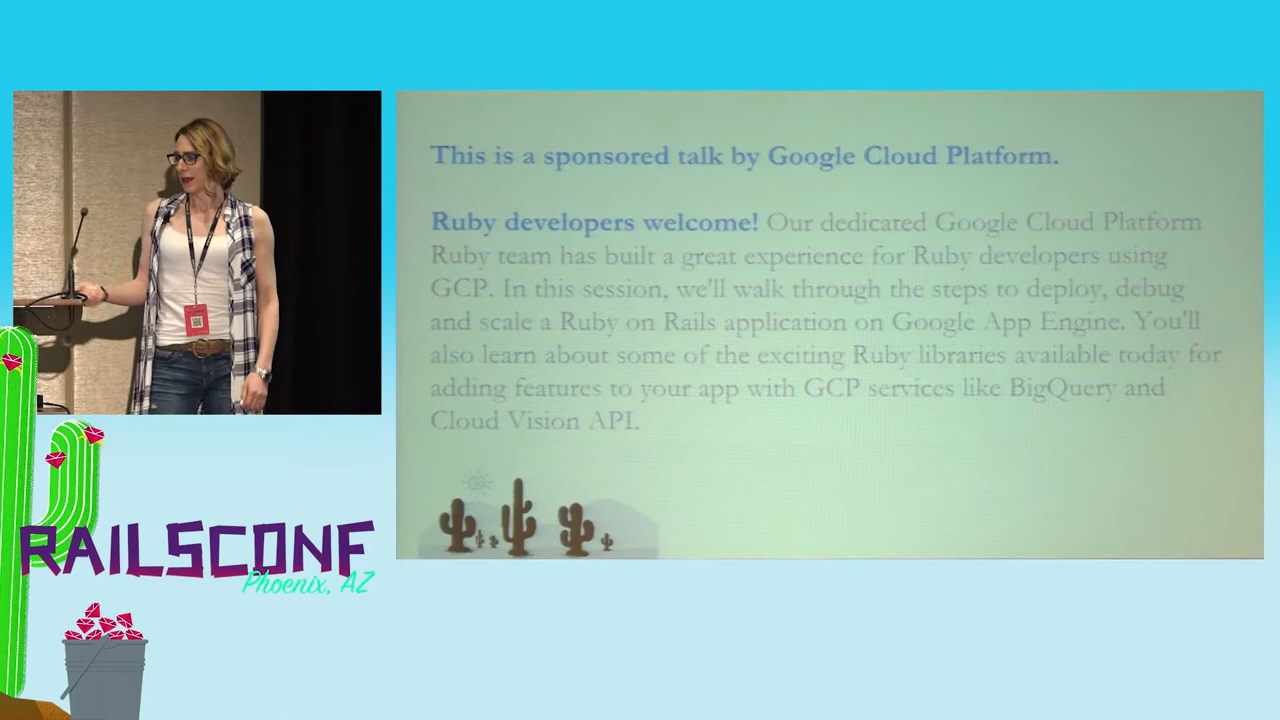 This is a sponsored talk by Google Cloud Platform.
Ruby developers welcome! Our dedicated Google Cloud Platform
Ruby team has built a great experience for Ruby developers using
GCP. In this session, we'll walk through the steps to deploy, debug
and scale a Ruby on Rails application on Google App Engine. You'll
also learn about some of the exciting Ruby libraries available today for
adding features to your app with GCP services like BigQuery and
Cloud Vision API.
RAILSCONF
Phoenix, AZ